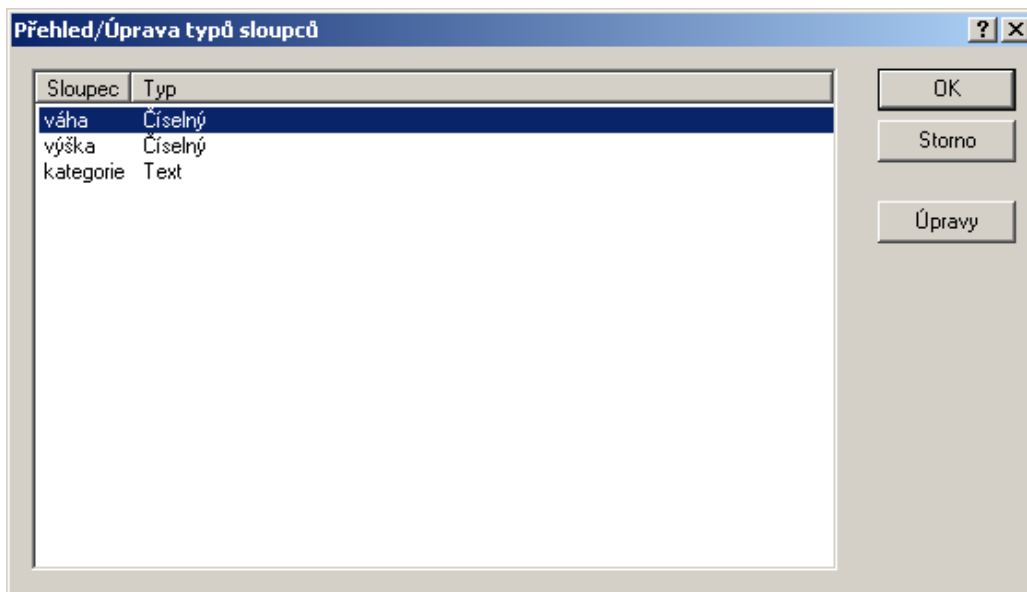 Přehled/Úprava typů sloupců
Sloupec Typ
váha Číselný
výška Číselný
kategorie Text
OK
Storno
Úpravy